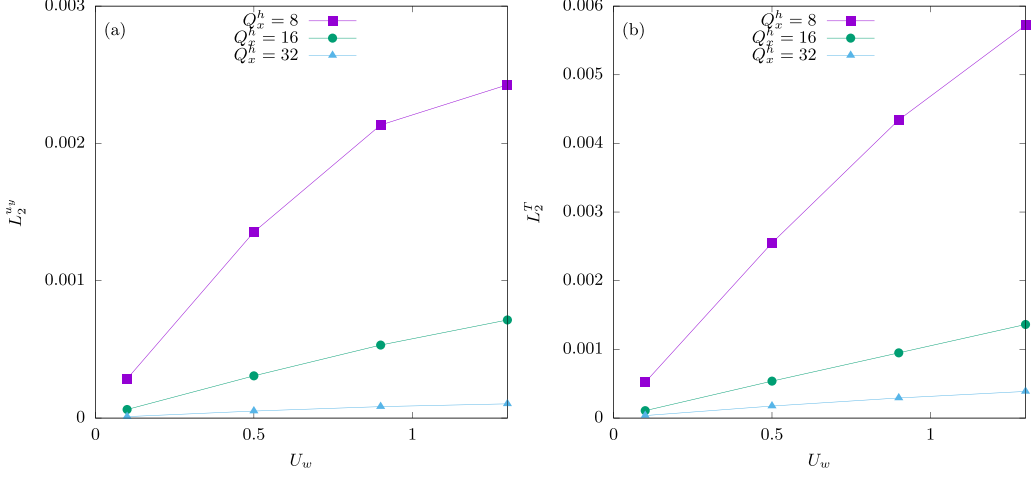 (a)
Q_x^h = 8
Q_x^h = 16
Q_x^h = 32
0.003
0.002
0.001
0
0
0.5
1
L_2^{u_y}
U_w
(b)
Q_x^h = 8
Q_x^h = 16
Q_x^h = 32
0.006
0.005
0.004
0.003
0.002
0.001
0
0
0.5
1
L_2^T
U_w